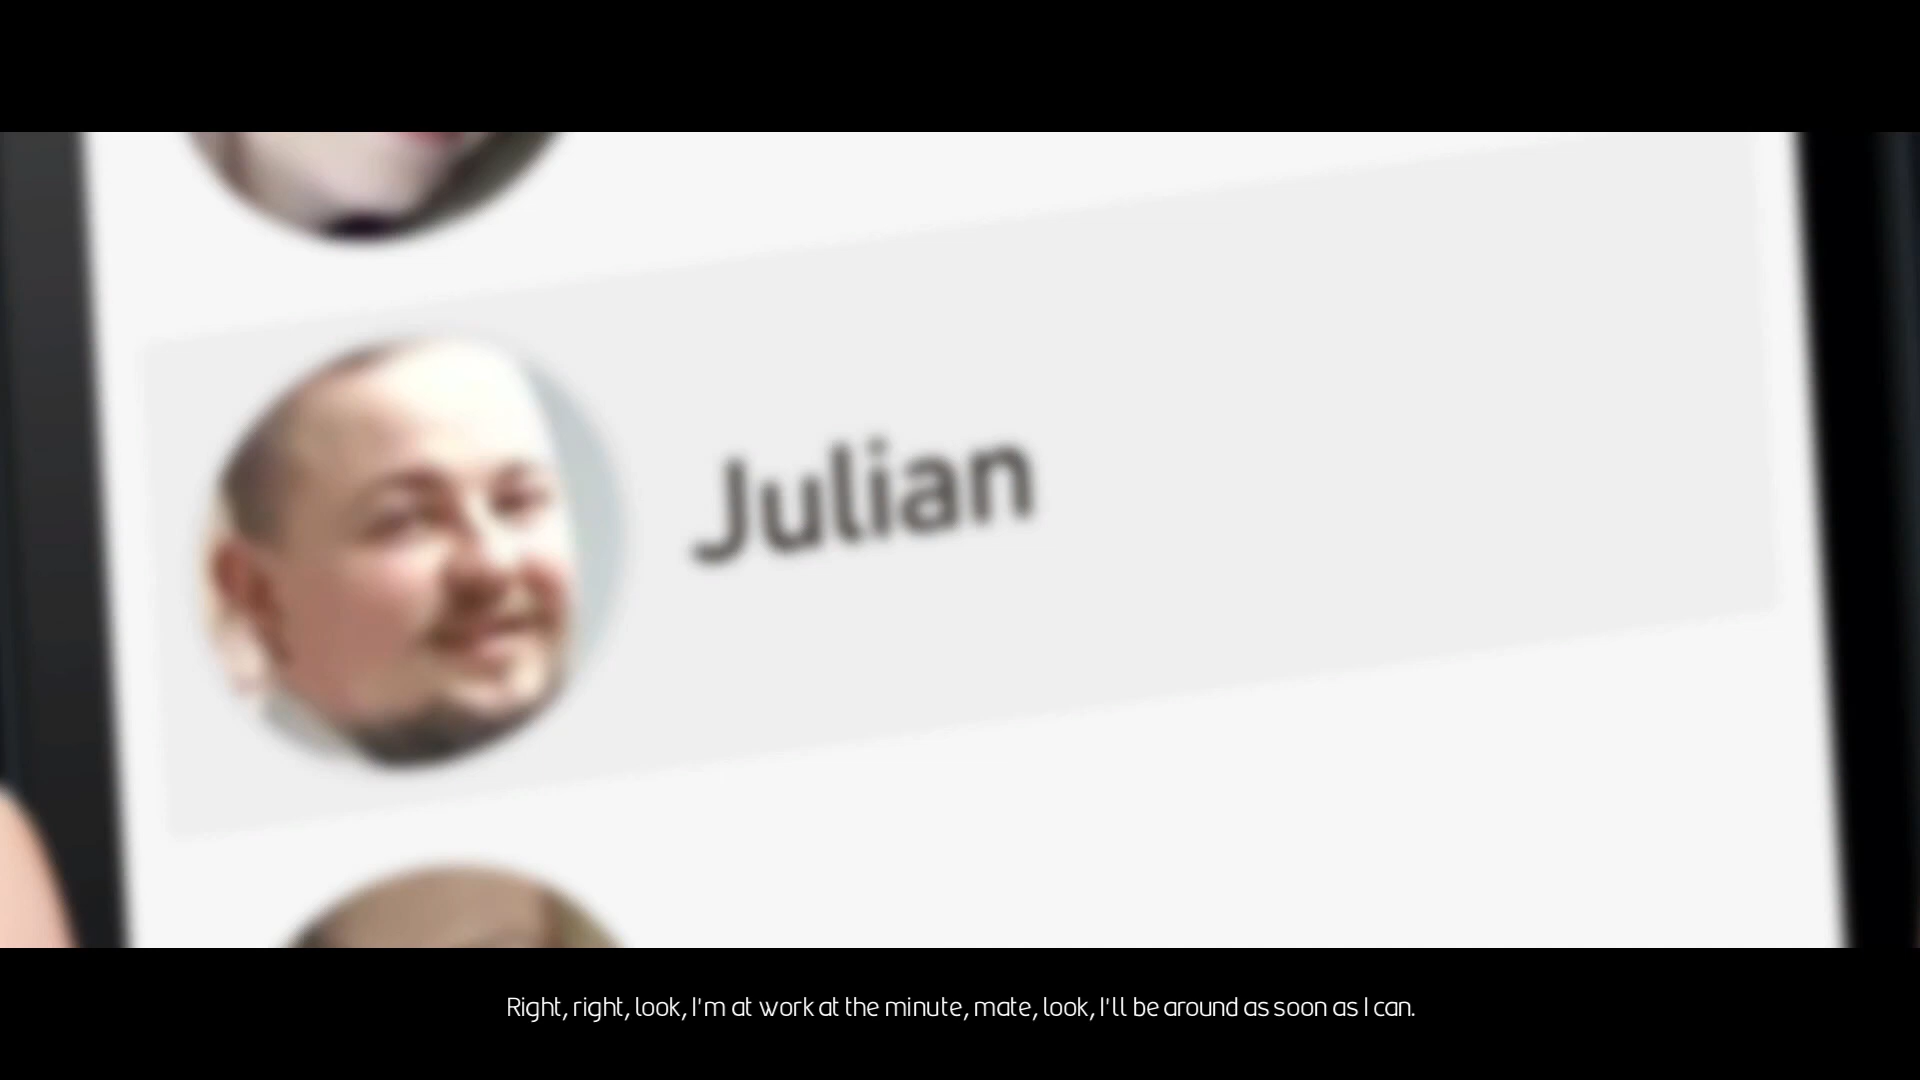 Julian
Right, right, look, I'm at work at the minute, mate, look, I'll be around as soon as I can.